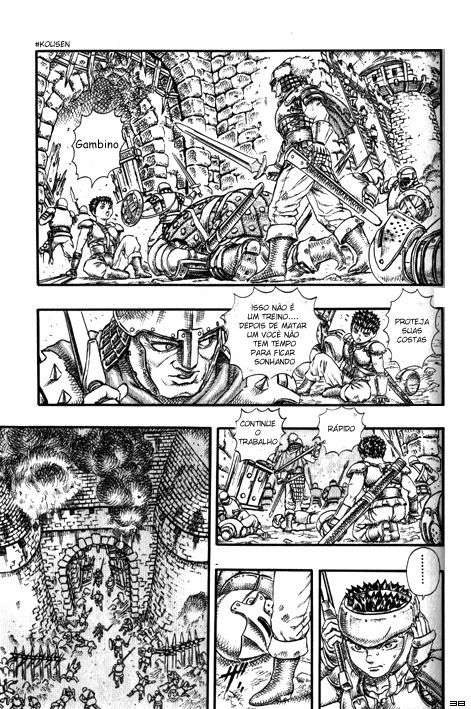 #KOUSEN
Gambino
PROTEJA
SUAS
COSTAS
ISSO NÃO É
UM TREINO....
DEPOIS DE MATAR
UM VOCÊ NÃO
TEM TEMPO
PARA FICAR
SONHANDO
RÁPIDO
CONTINUE
O
TRABALHO
38